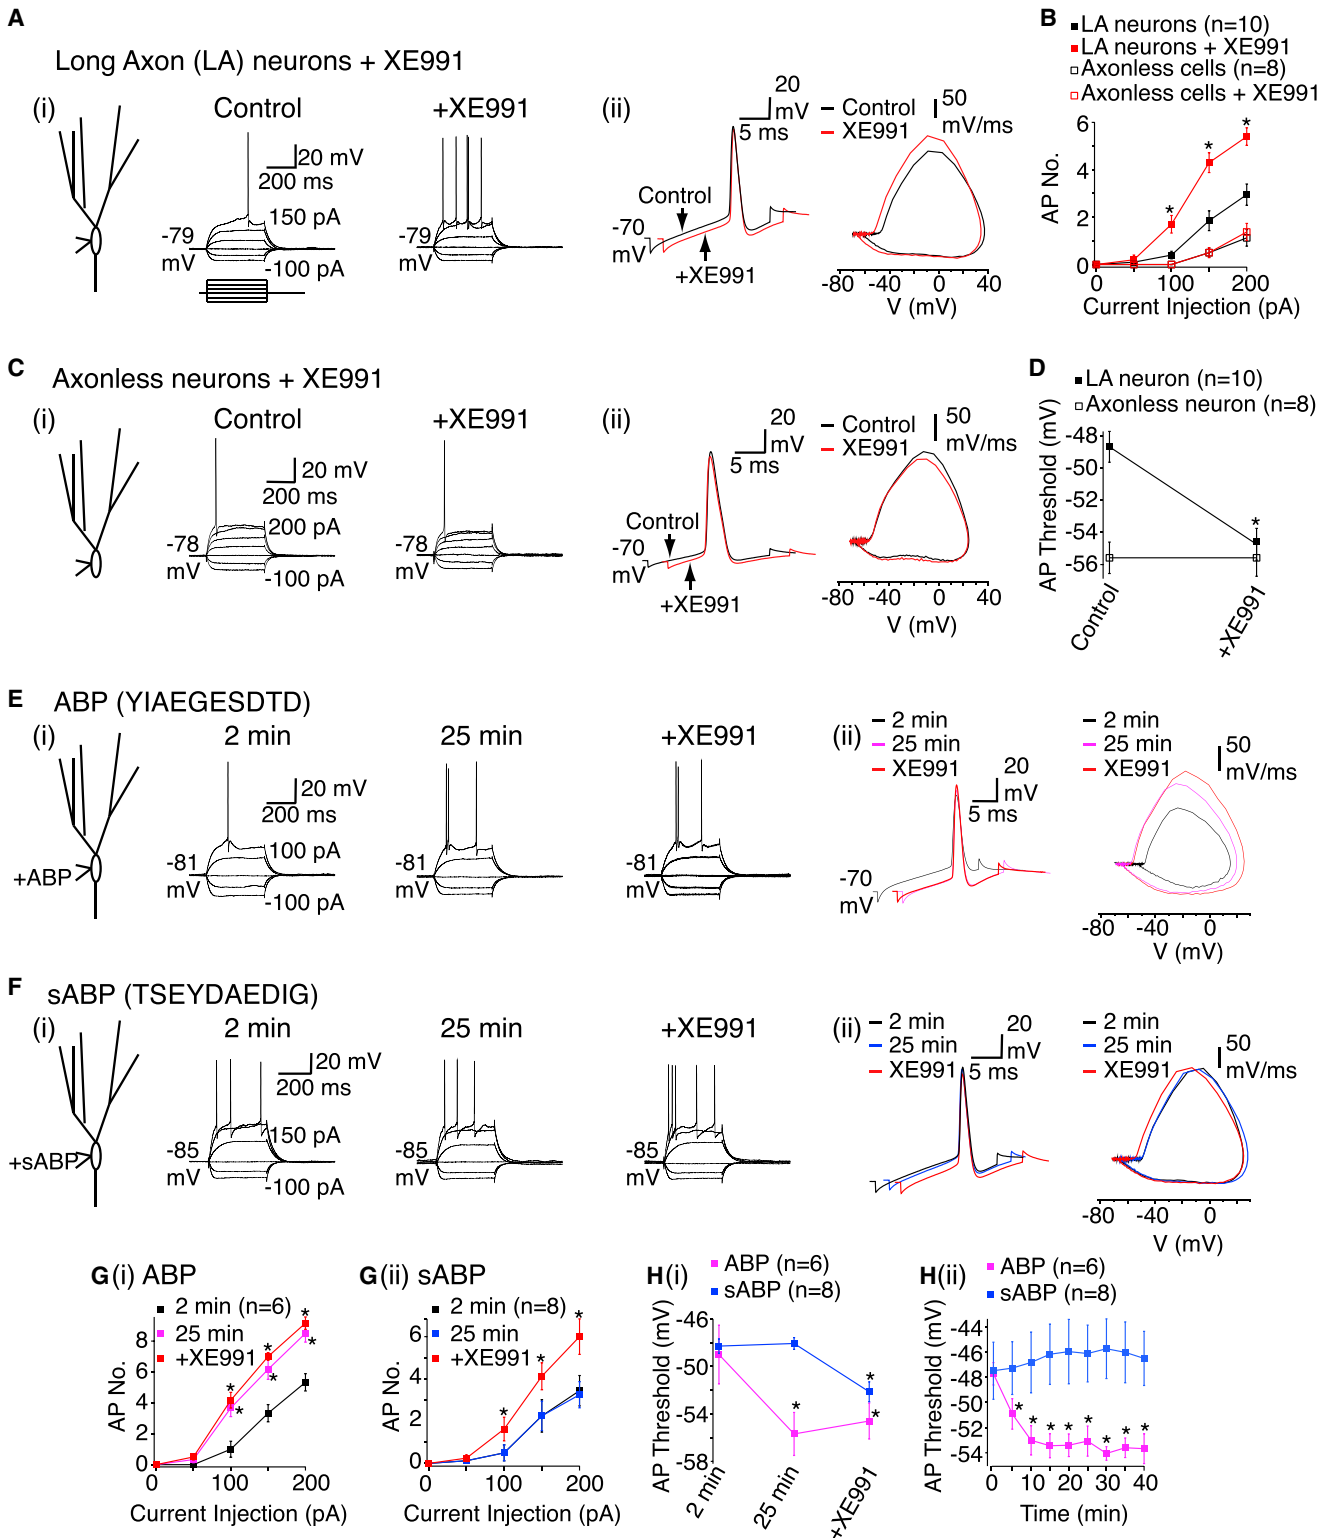 A
Long Axon (LA) neurons + XE991
(i)
Control
+XE991
20 mV
200 ms
150 pA
-79
mV
-100 pA
-79
mV
(ii)
20
mV
5 ms
Control
XE991
50
mV/ms
Control
-70
mV
+XE991
-80 -40 0 40
V (mV)
B
LA neurons (n=10)
LA neurons + XE991
Axonless cells (n=8)
Axonless cells + XE991
AP No.
6
4
2
0
* * *
0 100 200
Current Injection (pA)
C
Axonless neurons + XE991
(i)
Control
+XE991
20 mV
200 ms
200 pA
-78
mV
-100 pA
-78
mV
(ii)
20
mV
5 ms
Control
XE991
50
mV/ms
Control
-70
mV
+XE991
-80 -40 0 40
V (mV)
D
LA neuron (n=10)
Axonless neuron (n=8)
AP Threshold (mV)
-48
-50
-52
-54
-56
*
Control
+XE991
E
ABP (YIAEGESDTD)
(i)
2 min
25 min
+XE991
20 mV
200 ms
100 pA
-81
mV
-100 pA
-81
mV
-81
mV
+ABP
(ii)
2 min
25 min
XE991
20
mV
5 ms
-70
mV
2 min
25 min
XE991
50
mV/ms
-80 -40 0
V (mV)
F
sABP (TSEYDAEDIG)
(i)
2 min
25 min
+XE991
20 mV
200 ms
150 pA
-85
mV
-100 pA
-85
mV
-85
mV
+sABP
(ii)
2 min
25 min
XE991
20
mV
5 ms
2 min
25 min
XE991
50
mV/ms
-80 -40 0
V (mV)
G(i) ABP
2 min (n=6)
25 min
+XE991
AP No.
8
6
4
2
0
* * * * * *
0 100 200
Current Injection (pA)
G(ii) sABP
2 min (n=8)
25 min
+XE991
AP No.
6
4
2
0
* * *
0 100 200
Current Injection (pA)
H(i)
ABP (n=6)
sABP (n=8)
AP Threshold (mV)
-46
-50
-54
-58
* * *
2 min
25 min
+XE991
H(ii)
ABP (n=6)
sABP (n=8)
AP Threshold (mV)
-44
-46
-48
-50
-52
-54
* * * * * * * *
0 10 20 30 40
Time (min)